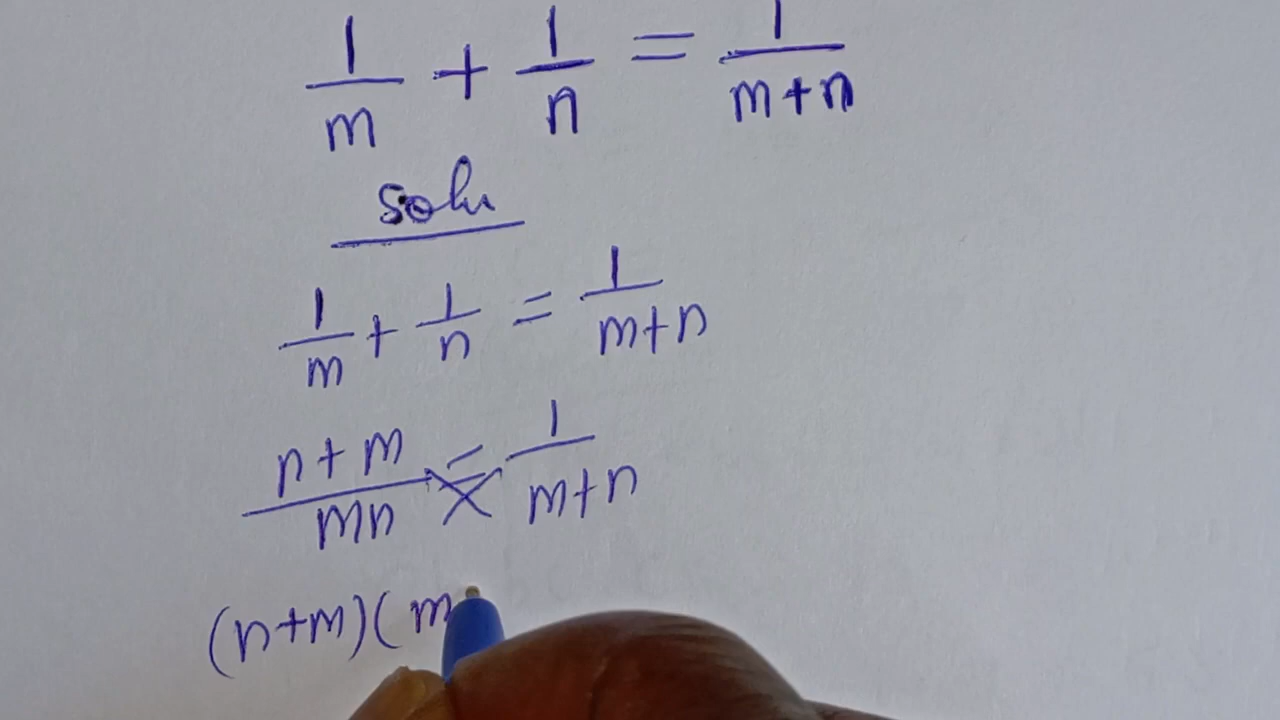 1/m + 1/n = 1/(m+n)
soln
1/m + 1/n = 1/(m+n)
(n+m)/mn = 1/(m+n)
(n+m)(m